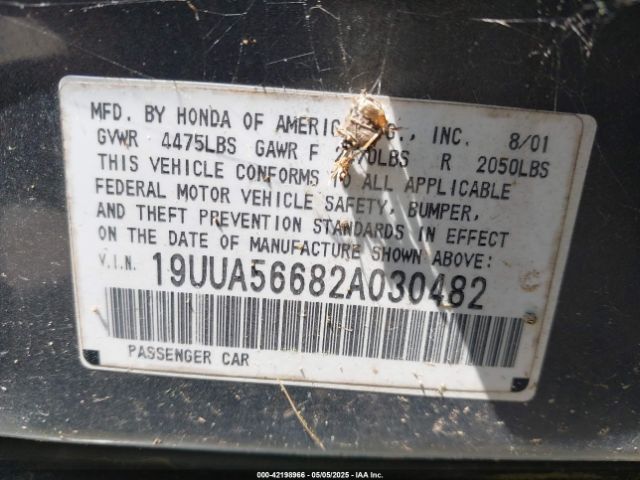 MFD. BY HONDA OF AMERIC G., INC. 8/01
GVWR 4475LBS GAWR F 70LBS R 2050LBS
THIS VEHICLE CONFORMS TO ALL APPLICABLE
FEDERAL MOTOR VEHICLE SAFETY, BUMPER,
AND THEFT PREVENTION STANDARDS IN EFFECT
ON THE DATE OF MANUFACTURE SHOWN ABOVE:
V.I.N. 19UUA56682A030482
PASSENGER CAR
000-42198966 — 05/05/2025 — IAA Inc.